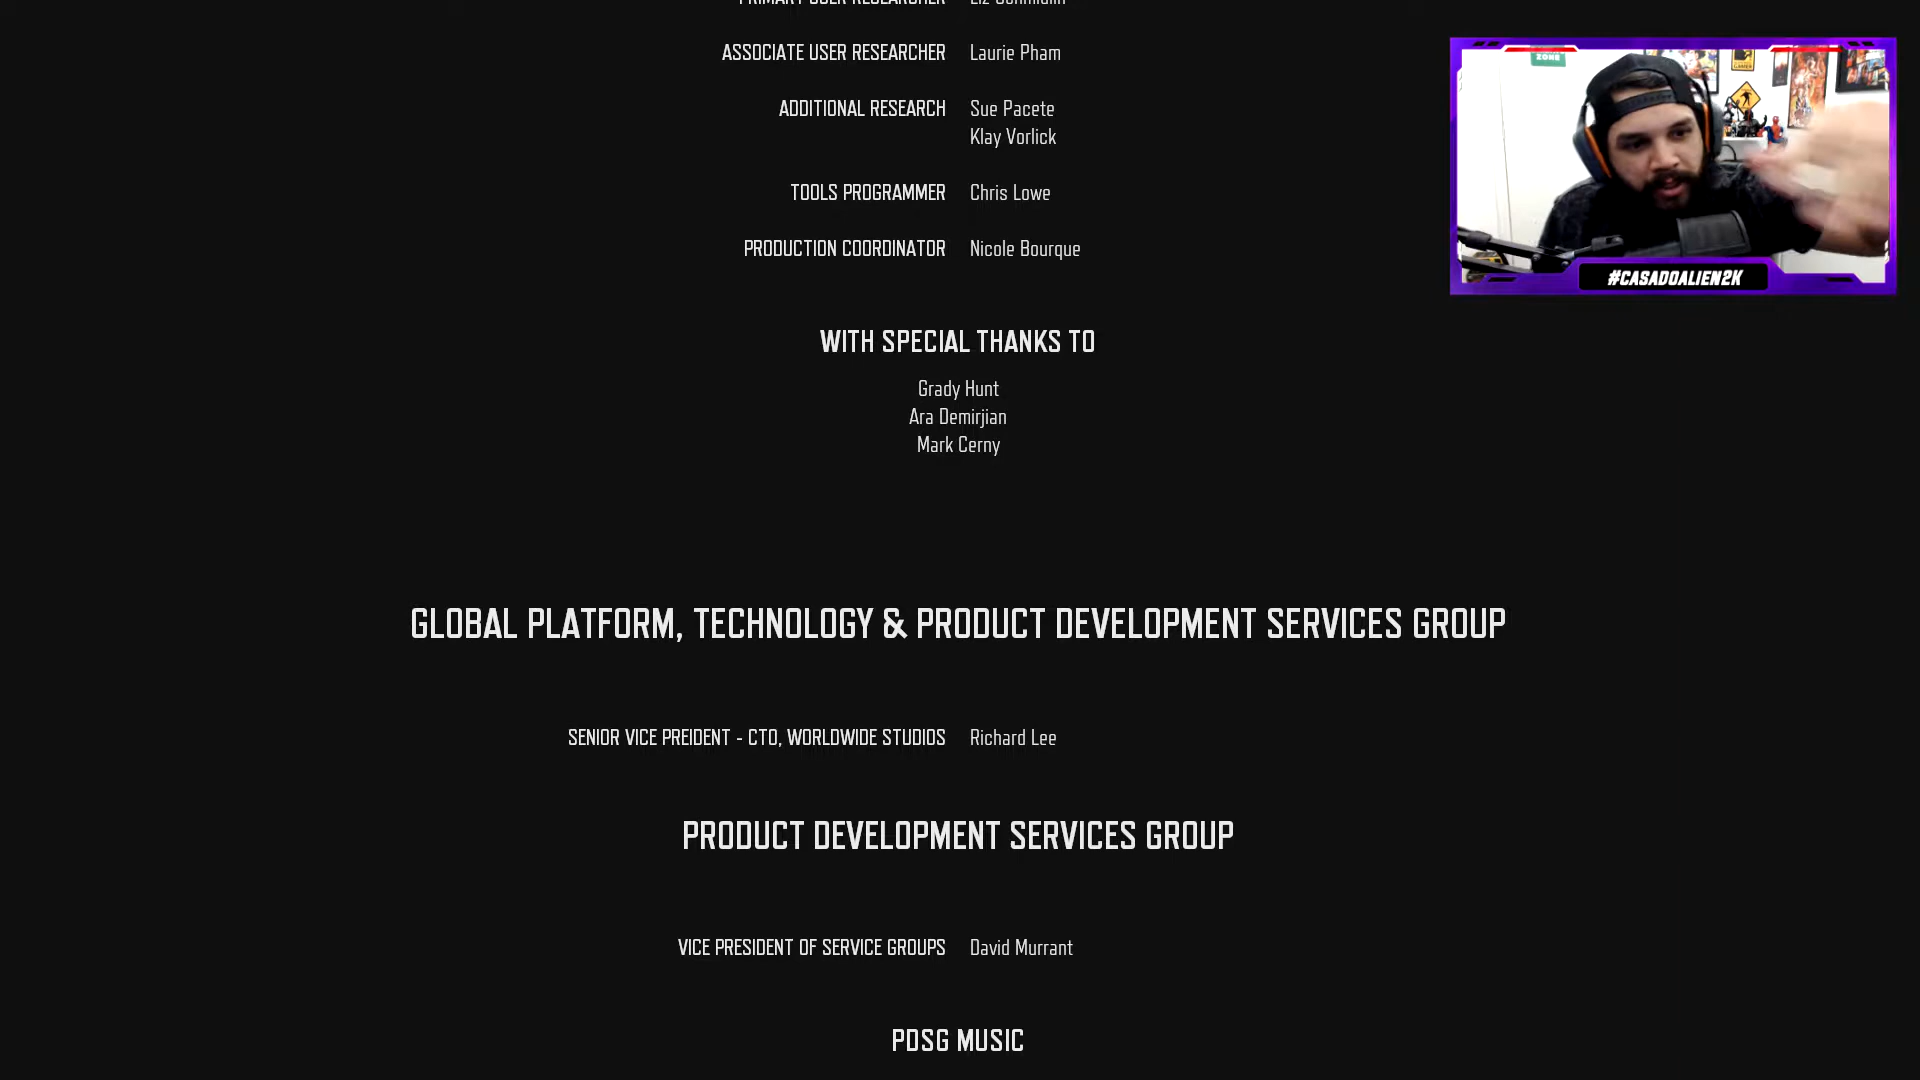 ASSOCIATE USER RESEARCHER Laurie Pham
ADDITIONAL RESEARCH Sue Pacete
Klay Vorlick
TOOLS PROGRAMMER Chris Lowe
PRODUCTION COORDINATOR Nicole Bourque
WITH SPECIAL THANKS TO
Grady Hunt
Ara Demirjian
Mark Cerny
GLOBAL PLATFORM, TECHNOLOGY & PRODUCT DEVELOPMENT SERVICES GROUP
SENIOR VICE PREIDENT - CTO, WORLDWIDE STUDIOS Richard Lee
PRODUCT DEVELOPMENT SERVICES GROUP
VICE PRESIDENT OF SERVICE GROUPS David Murrant
PDSG MUSIC
ZONE
#CASADOALIEN2K